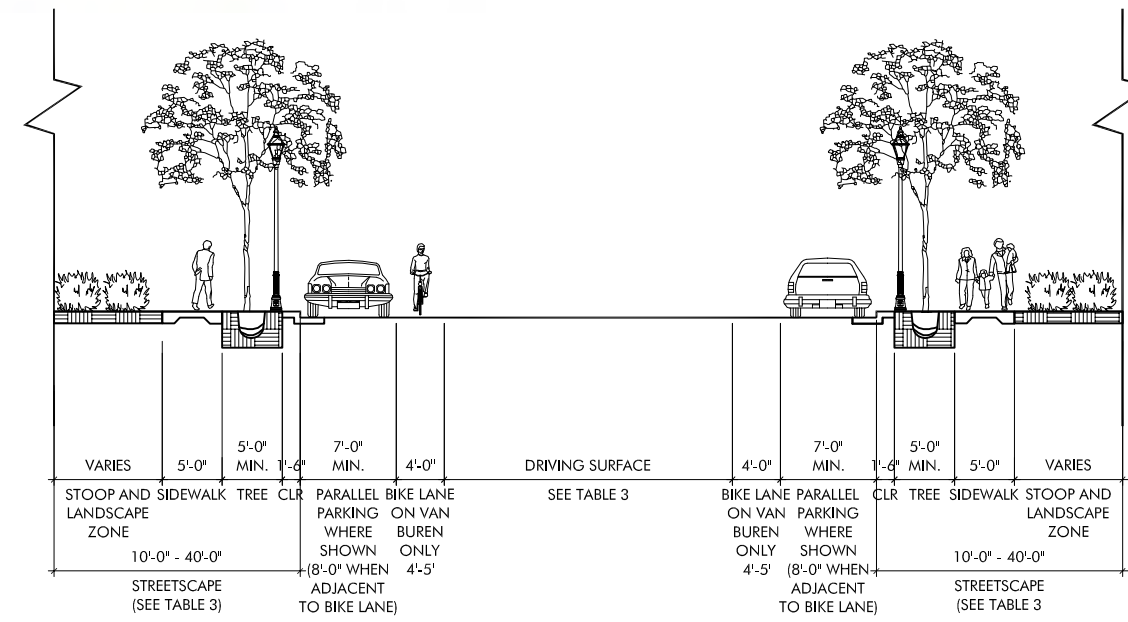 VARIES
5'-0"
5'-0"
MIN.
1'-6"
7'-0"
MIN.
4'-0"
DRIVING SURFACE
4'-0"
7'-0"
MIN.
1'-6"
5'-0"
MIN.
5'-0"
VARIES
STOOP AND
LANDSCAPE
ZONE
SIDEWALK
TREE
CLR
PARALLEL
PARKING
WHERE
SHOWN
(8'-0" WHEN
ADJACENT
TO BIKE LANE)
BIKE LANE
ON VAN
BUREN
ONLY
4'-5'
SEE TABLE 3
BIKE LANE
ON VAN
BUREN
ONLY
4'-5'
PARALLEL
PARKING
WHERE
SHOWN
(8'-0" WHEN
ADJACENT
TO BIKE LANE)
CLR
TREE
SIDEWALK
STOOP AND
LANDSCAPE
ZONE
10'-0" - 40'-0"
STREETSCAPE
(SEE TABLE 3)
10'-0" - 40'-0"
STREETSCAPE
(SEE TABLE 3